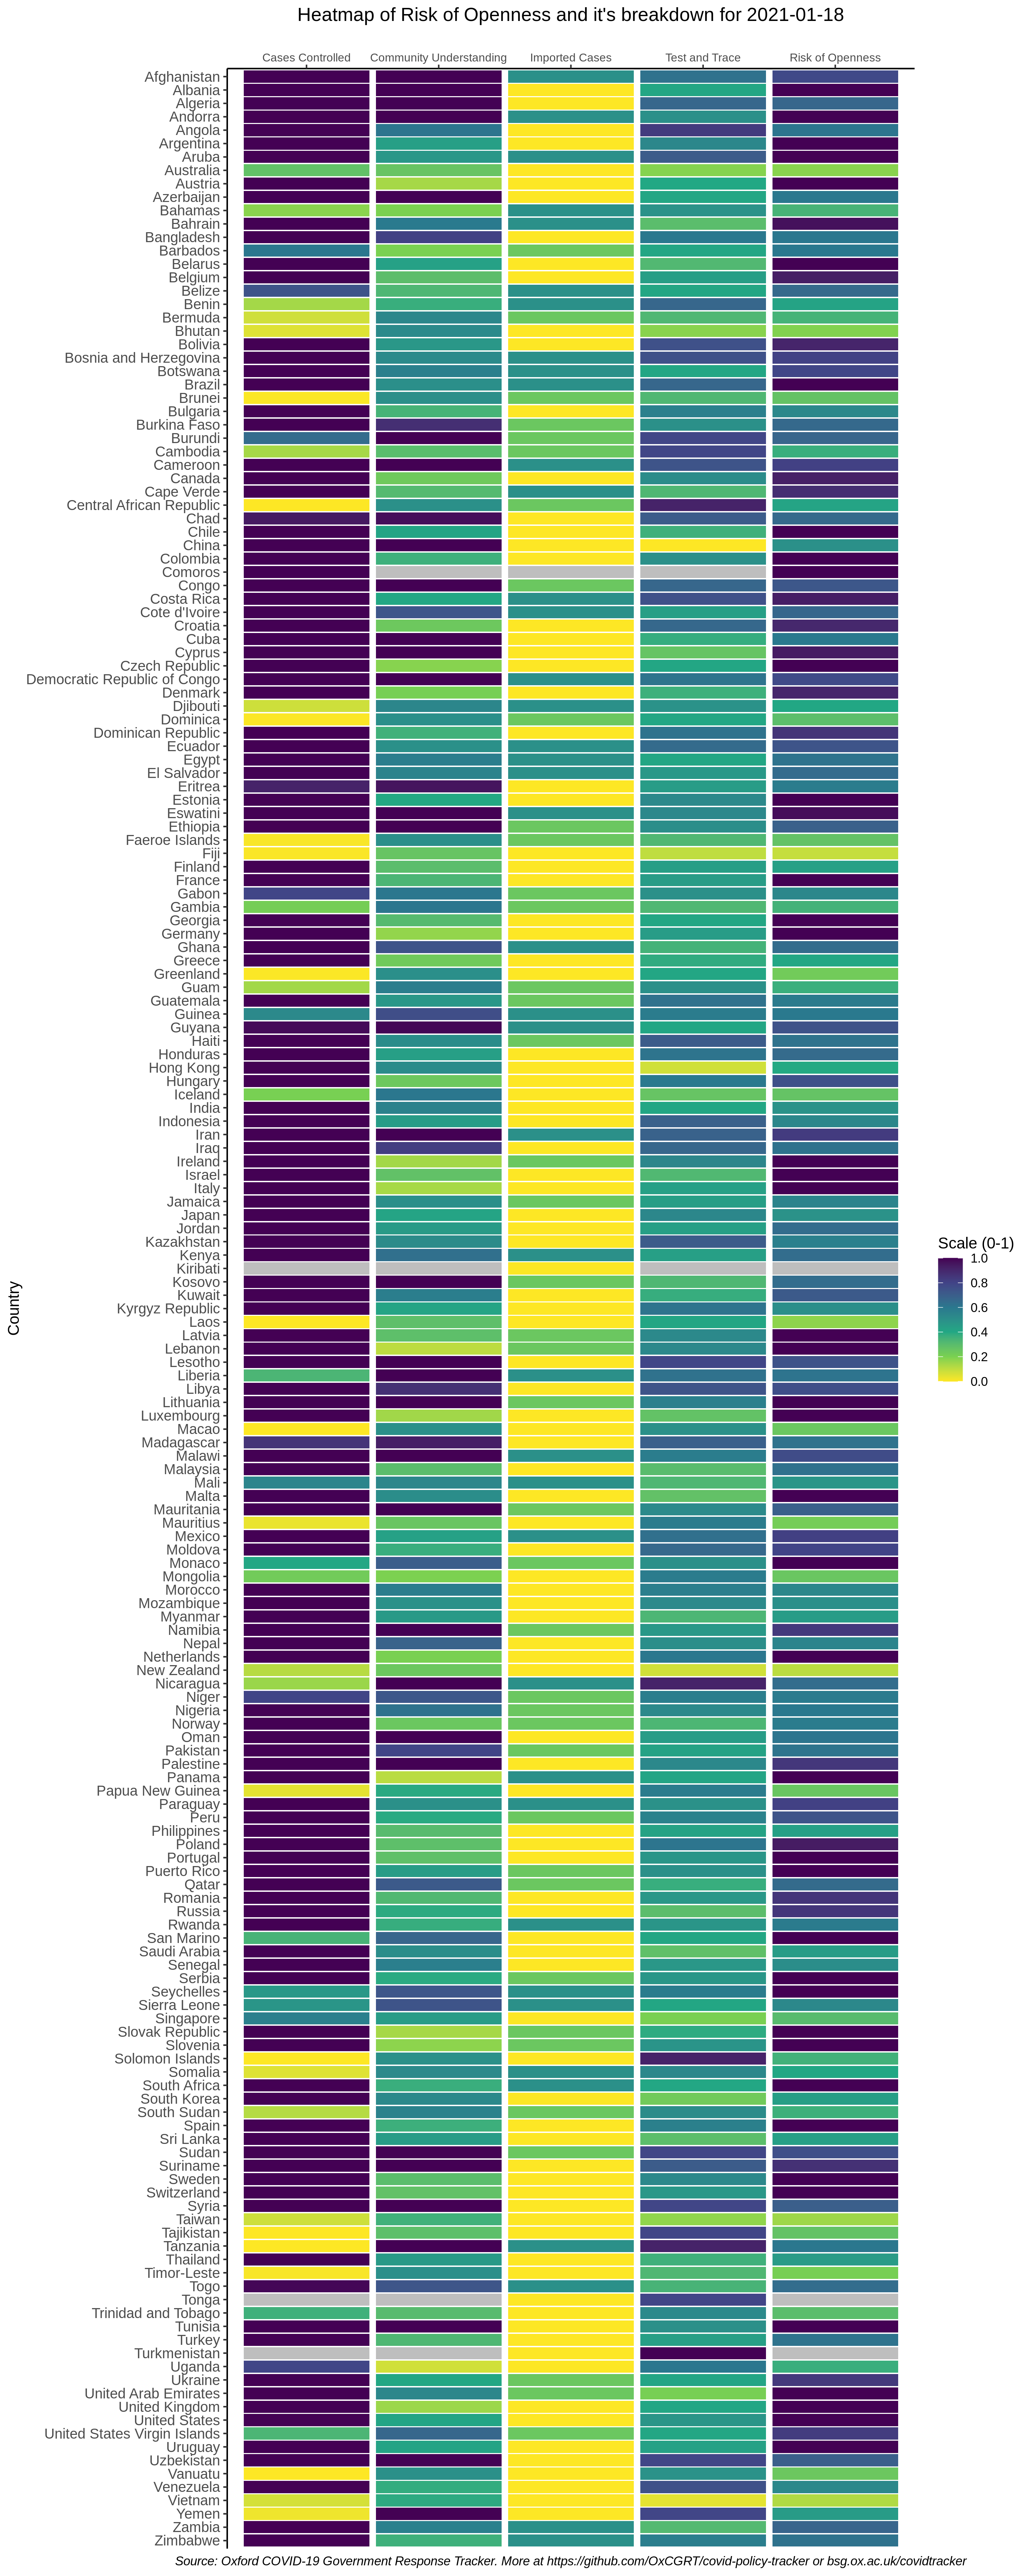 Heatmap of Risk of Openness and it's breakdown for 2021-01-18
Cases Controlled Community Understanding Imported Cases Test and Trace Risk of Openness
Afghanistan
Albania
Algeria
Andorra
Angola
Argentina
Aruba
Australia
Austria
Azerbaijan
Bahamas
Bahrain
Bangladesh
Barbados
Belarus
Belgium
Belize
Benin
Bermuda
Bhutan
Bolivia
Bosnia and Herzegovina
Botswana
Brazil
Brunei
Bulgaria
Burkina Faso
Burundi
Cambodia
Cameroon
Canada
Cape Verde
Central African Republic
Chad
Chile
China
Colombia
Comoros
Congo
Costa Rica
Cote d'Ivoire
Croatia
Cuba
Cyprus
Czech Republic
Democratic Republic of Congo
Denmark
Djibouti
Dominica
Dominican Republic
Ecuador
Egypt
El Salvador
Eritrea
Estonia
Eswatini
Ethiopia
Faeroe Islands
Fiji
Finland
France
Gabon
Gambia
Georgia
Germany
Ghana
Greece
Greenland
Guam
Guatemala
Guinea
Guyana
Haiti
Honduras
Hong Kong
Hungary
Iceland
India
Indonesia
Iran
Iraq
Ireland
Israel
Italy
Jamaica
Japan
Jordan
Kazakhstan
Kenya
Kiribati
Kosovo
Kuwait
Kyrgyz Republic
Laos
Latvia
Lebanon
Lesotho
Liberia
Libya
Lithuania
Luxembourg
Macao
Madagascar
Malawi
Malaysia
Mali
Malta
Mauritania
Mauritius
Mexico
Moldova
Monaco
Mongolia
Morocco
Mozambique
Myanmar
Namibia
Nepal
Netherlands
New Zealand
Nicaragua
Niger
Nigeria
Norway
Oman
Pakistan
Palestine
Panama
Papua New Guinea
Paraguay
Peru
Philippines
Poland
Portugal
Puerto Rico
Qatar
Romania
Russia
Rwanda
San Marino
Saudi Arabia
Senegal
Serbia
Seychelles
Sierra Leone
Singapore
Slovak Republic
Slovenia
Solomon Islands
Somalia
South Africa
South Korea
South Sudan
Spain
Sri Lanka
Sudan
Suriname
Sweden
Switzerland
Syria
Taiwan
Tajikistan
Tanzania
Thailand
Timor-Leste
Togo
Tonga
Trinidad and Tobago
Tunisia
Turkey
Turkmenistan
Uganda
Ukraine
United Arab Emirates
United Kingdom
United States
United States Virgin Islands
Uruguay
Uzbekistan
Vanuatu
Venezuela
Vietnam
Yemen
Zambia
Zimbabwe
Country
Scale (0-1)
1.0
0.8
0.6
0.4
0.2
0.0
Source: Oxford COVID-19 Government Response Tracker. More at https://github.com/OxCGRT/covid-policy-tracker or bsg.ox.ac.uk/covidtracker